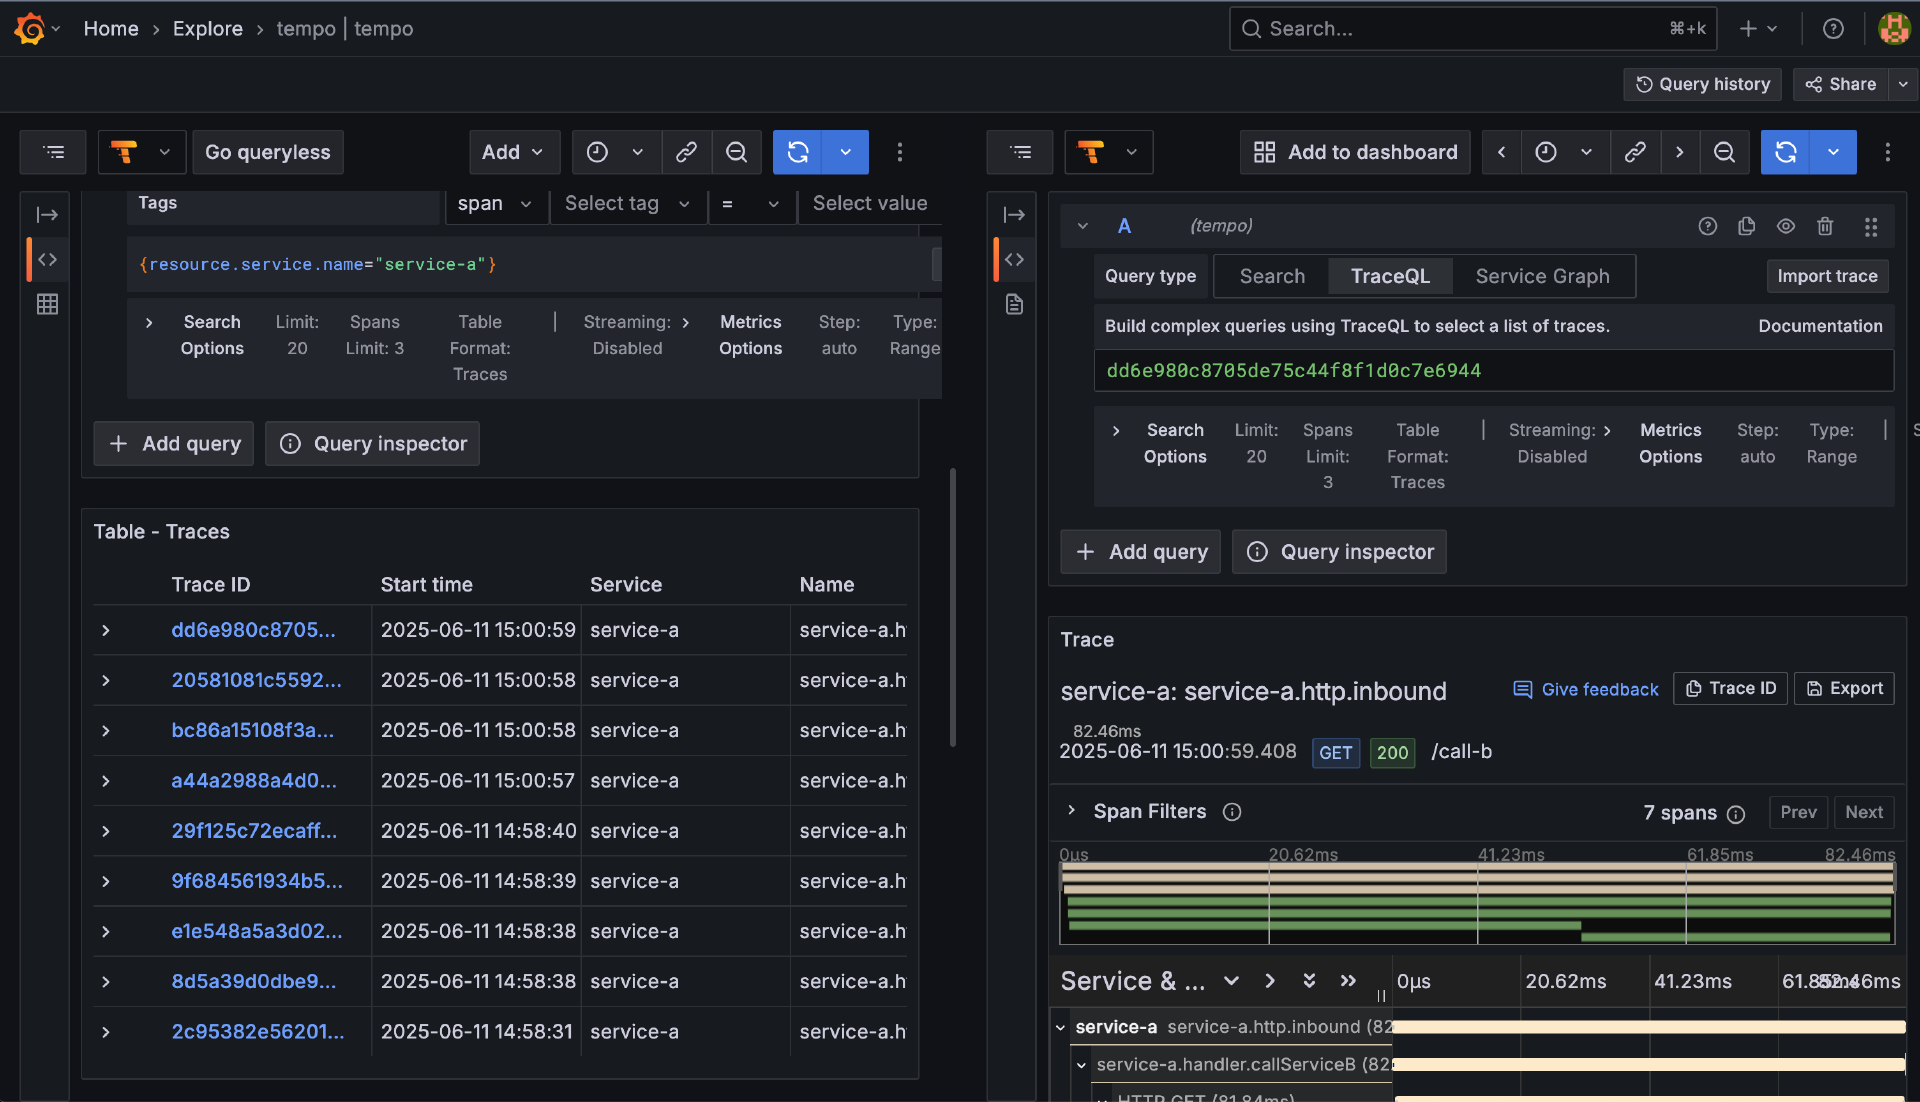 Home › Explore › tempo | tempo
Search... ⌘+k
Query history Share
Go queryless Add
Add to dashboard
Tags span Select tag = Select value
{resource.service.name="service-a"}
Search Options Limit: 20 Spans Limit: 3 Table Format: Traces | Streaming: Disabled Metrics Options Step: auto Type: Range
+ Add query Query inspector
Table - Traces
Trace ID Start time Service Name
dd6e980c8705... 2025-06-11 15:00:59 service-a service-a.h
20581081c5592... 2025-06-11 15:00:58 service-a service-a.h
bc86a15108f3a... 2025-06-11 15:00:58 service-a service-a.h
a44a2988a4d0... 2025-06-11 15:00:57 service-a service-a.h
29f125c72ecaff... 2025-06-11 14:58:40 service-a service-a.h
9f684561934b5... 2025-06-11 14:58:39 service-a service-a.h
e1e548a5a3d02... 2025-06-11 14:58:38 service-a service-a.h
8d5a39d0dbe9... 2025-06-11 14:58:38 service-a service-a.h
2c95382e56201... 2025-06-11 14:58:31 service-a service-a.h
A (tempo)
Query type Search TraceQL Service Graph Import trace
Build complex queries using TraceQL to select a list of traces. Documentation
dd6e980c8705de75c44f8f1d0c7e6944
Search Options Limit: 20 Spans Limit: 3 Table Format: Traces | Streaming: Disabled Metrics Options Step: auto Type: Range |
+ Add query Query inspector
Trace
service-a: service-a.http.inbound Give feedback Trace ID Export
82.46ms
2025-06-11 15:00:59.408 GET 200 /call-b
Span Filters 7 spans Prev Next
0μs 20.62ms 41.23ms 61.85ms 82.46ms
Service & ... 0μs 20.62ms 41.23ms 61.85ms 82.46ms
service-a service-a.http.inbound (82
service-a.handler.callServiceB (82
HTTP GET (81.84ms)